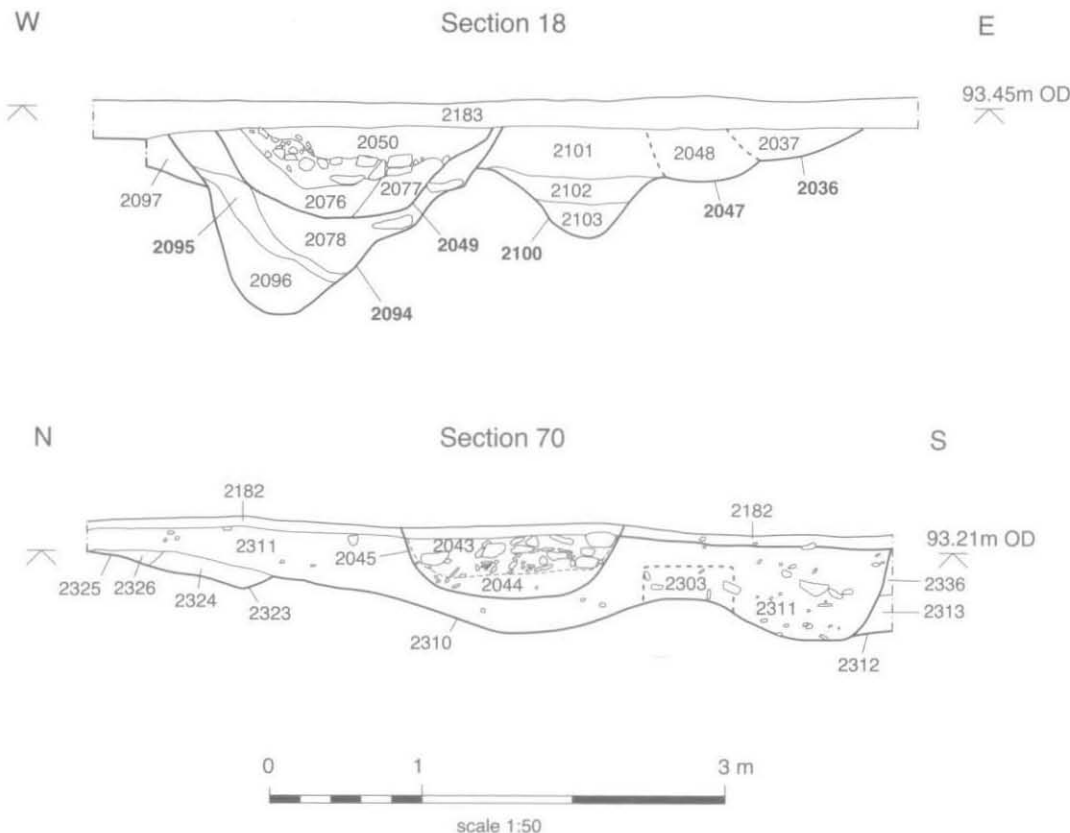 W Section 18 E
93.45m OD
2183
2050 2101 2048 2037
2097 2076 2077 2102 2036
2095 2078 2049 2103 2047
2096 2100
2094
N Section 70 S
2182
2182
2311 2045 2043 93.21m OD
2325 2326 2324 2044 2303 2311 2336
2323 2313
2310 2312
0 1 3 m
scale 1:50